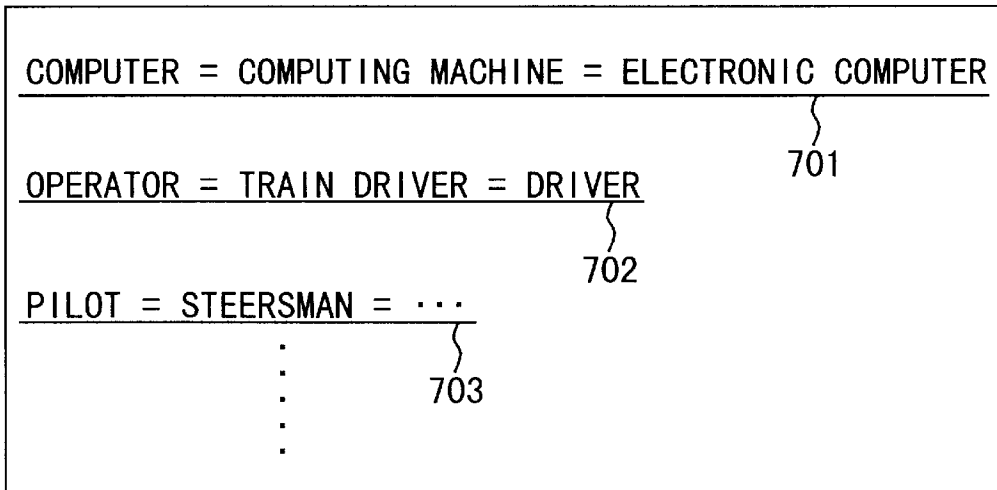 COMPUTER = COMPUTING MACHINE = ELECTRONIC COMPUTER
701
OPERATOR = TRAIN DRIVER = DRIVER
702
PILOT = STEERSMAN = ···
703